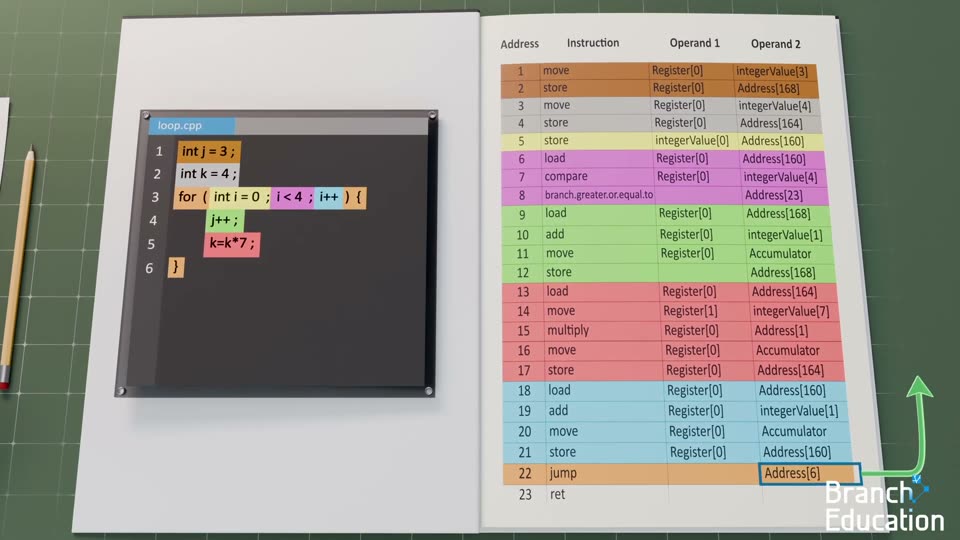 loop.cpp
1 int j = 3 ;
2 int k = 4 ;
3 for ( int i = 0 ; i < 4 ; i++ ) {
4 j++ ;
5 k=k*7 ;
6 }
Address Instruction Operand 1 Operand 2
1 move Register[0] integerValue[3]
2 store Register[0] Address[168]
3 move Register[0] integerValue[4]
4 store Register[0] Address[164]
5 store integerValue[0] Address[160]
6 load Register[0] Address[160]
7 compare Register[0] integerValue[4]
8 branch.greater.or.equal.to Address[23]
9 load Register[0] Address[168]
10 add Register[0] integerValue[1]
11 move Register[0] Accumulator
12 store Address[168]
13 load Register[0] Address[164]
14 move Register[1] integerValue[7]
15 multiply Register[0] Address[1]
16 move Register[0] Accumulator
17 store Register[0] Address[164]
18 load Register[0] Address[160]
19 add Register[0] integerValue[1]
20 move Register[0] Accumulator
21 store Register[0] Address[160]
22 jump Address[6]
23 ret
Branch
Education